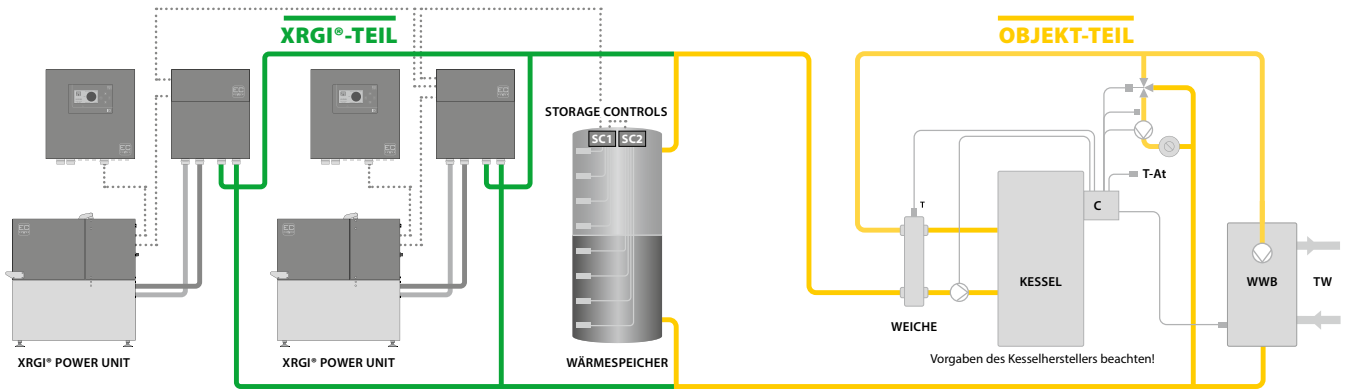 XRGI®-TEIL
OBJEKT-TEIL
STORAGE CONTROLS
SC1 SC2
T-At
T
C
KESSEL
WWB
TW
WEICHE
XRGI® POWER UNIT
XRGI® POWER UNIT
WÄRMESPEICHER
Vorgaben des Kesselherstellers beachten!